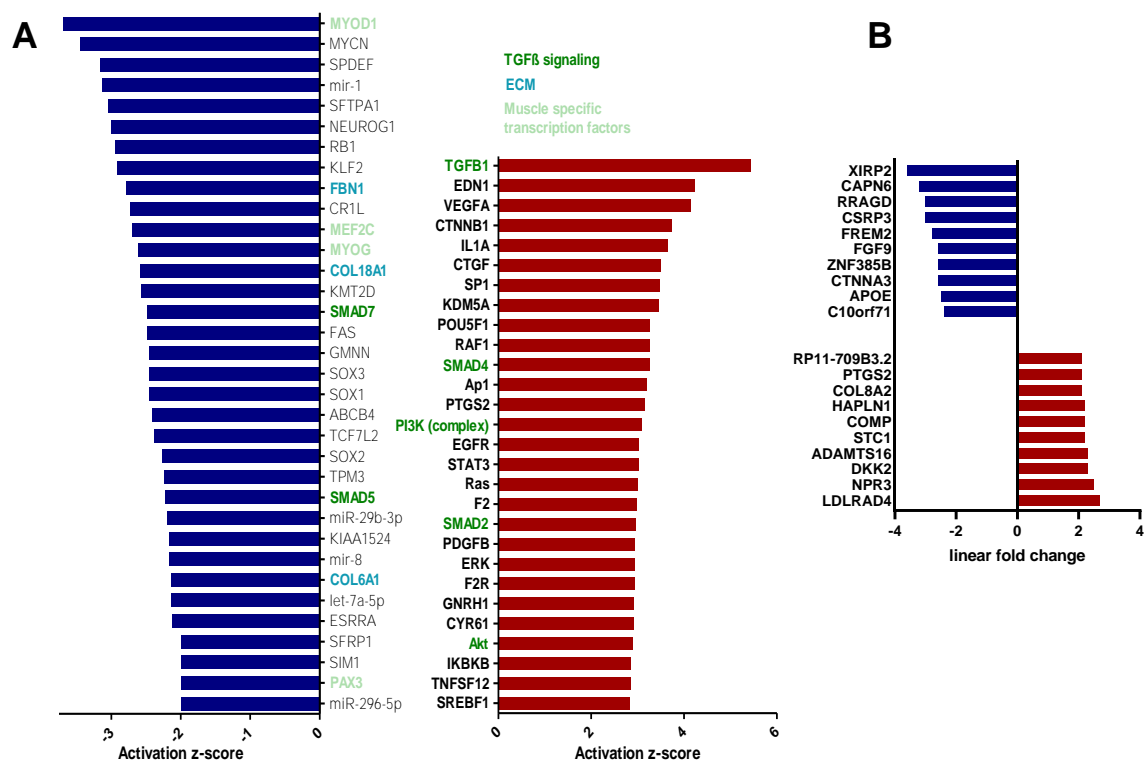 A
MYOD1
MYCN
SPDEF
mir-1
SFTPA1
NEUROG1
RB1
KLF2
FBN1
CR1L
MEF2C
MYOG
COL18A1
KMT2D
SMAD7
FAS
GMNN
SOX3
SOX1
ABCB4
TCF7L2
SOX2
TPM3
SMAD5
miR-29b-3p
KIAA1524
mir-8
COL6A1
let-7a-5p
ESRRA
SFRP1
SIM1
PAX3
miR-296-5p
-3 -2 -1 0
Activation z-score
TGFß signaling
ECM
Muscle specific
transcription factors
TGFB1
EDN1
VEGFA
CTNNB1
IL1A
CTGF
SP1
KDM5A
POU5F1
RAF1
SMAD4
Ap1
PTGS2
PI3K (complex)
EGFR
STAT3
Ras
F2
SMAD2
PDGFB
ERK
F2R
GNRH1
CYR61
Akt
IKBKB
TNFSF12
SREBF1
0 2 4 6
Activation z-score
B
XIRP2
CAPN6
RRAGD
CSRP3
FREM2
FGF9
ZNF385B
CTNNA3
APOE
C10orf71
RP11-709B3.2
PTGS2
COL8A2
HAPLN1
COMP
STC1
ADAMTS16
DKK2
NPR3
LDLRAD4
-4 -2 0 2 4
linear fold change